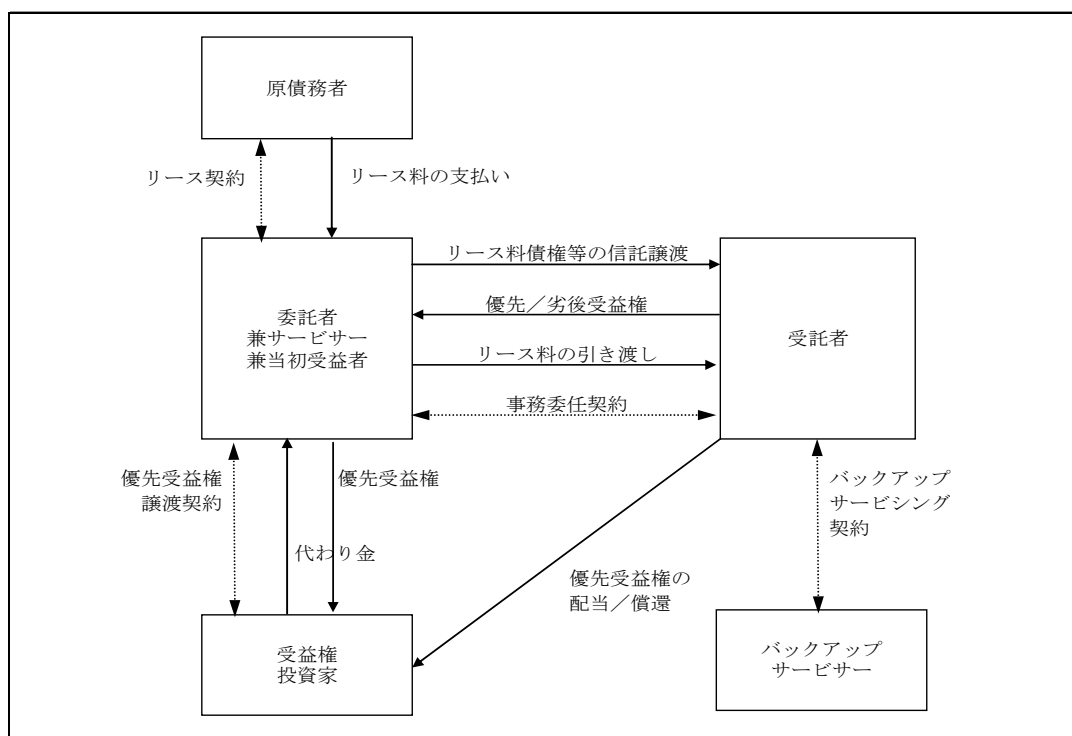 原債務者
リース契約
リース料の支払い
委託者
兼サービサー
兼当初受益者
リース料債権等の信託譲渡
優先／劣後受益権
リース料の引き渡し
事務委任契約
受託者
優先受益権
譲渡契約
優先受益権
代わり金
優先受益権の
配当／償還
バックアップ
サービシング
契約
受益権
投資家
バックアップ
サービサー